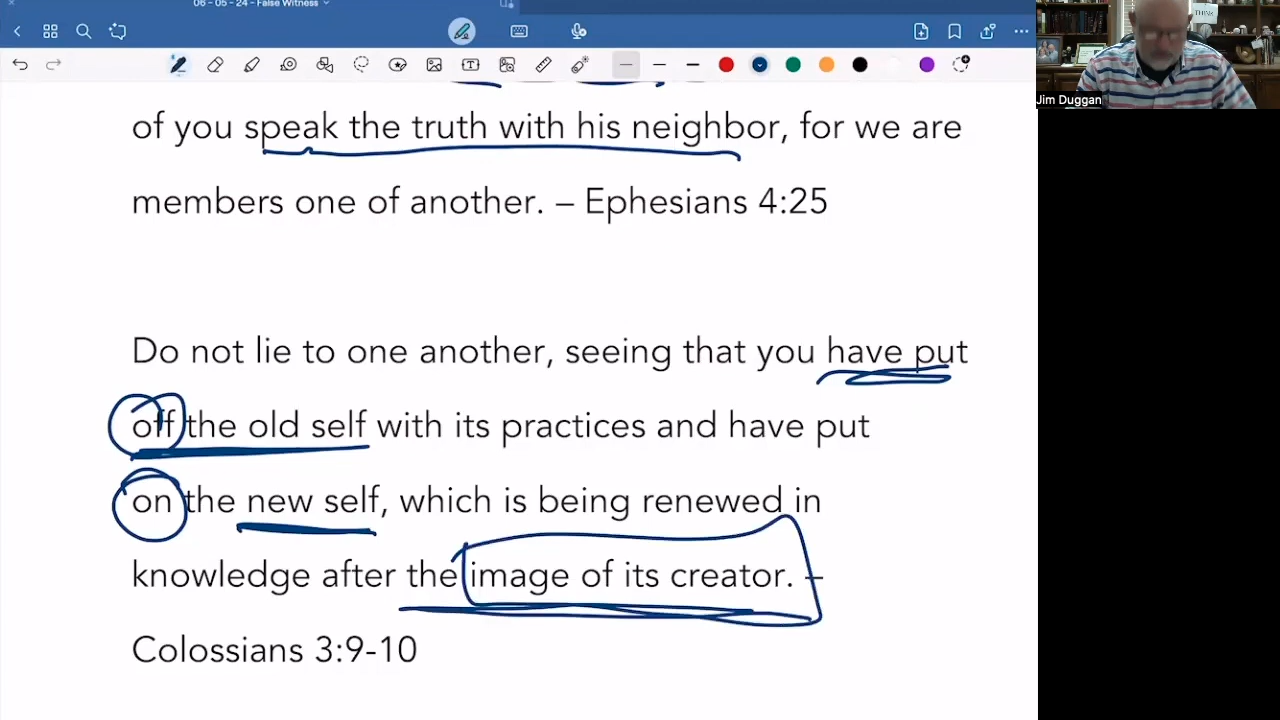 06 - 05 - 24 - False Witness
THINK
Jim Duggan
of you speak the truth with his neighbor, for we are
members one of another. – Ephesians 4:25
Do not lie to one another, seeing that you have put
off the old self with its practices and have put
on the new self, which is being renewed in
knowledge after the image of its creator. –
Colossians 3:9-10